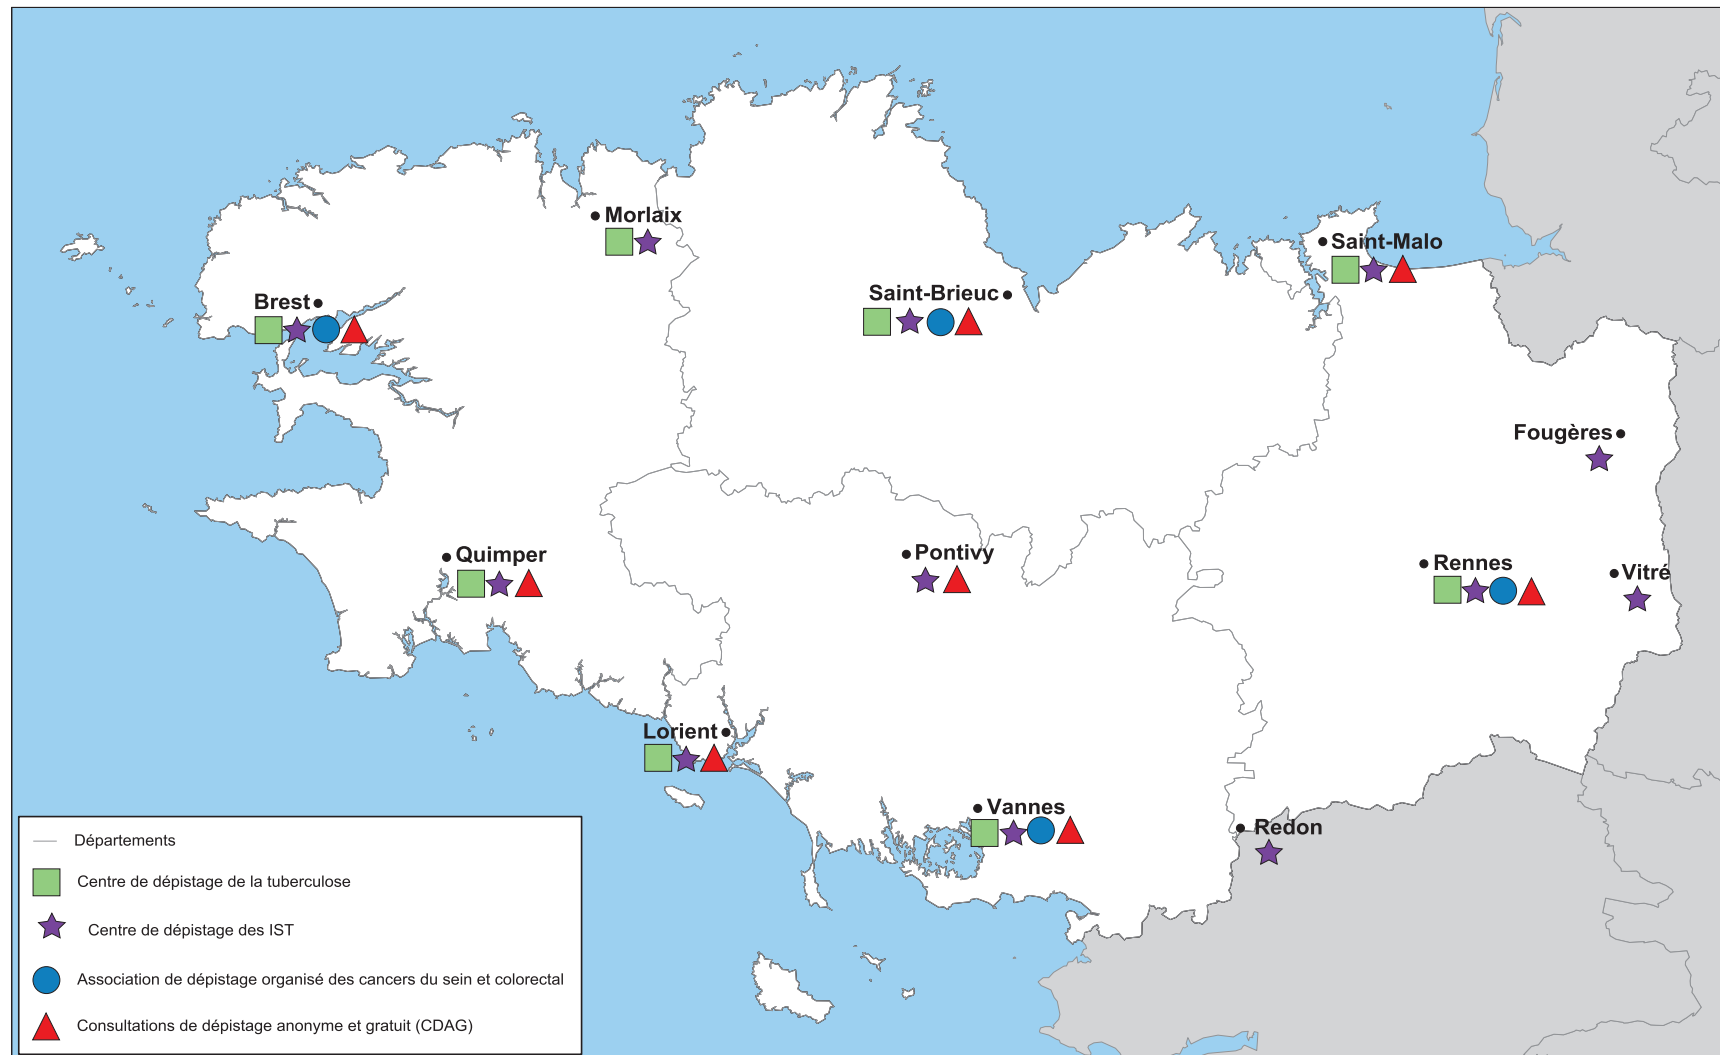 Morlaix
Saint-Malo
Brest
Saint-Brieuc
Fougères
Quimper
Pontivy
Rennes
Vitré
Lorient
Vannes
Redon
Départements
Centre de dépistage de la tuberculose
Centre de dépistage des IST
Association de dépistage organisé des cancers du sein et colorectal
Consultations de dépistage anonyme et gratuit (CDAG)